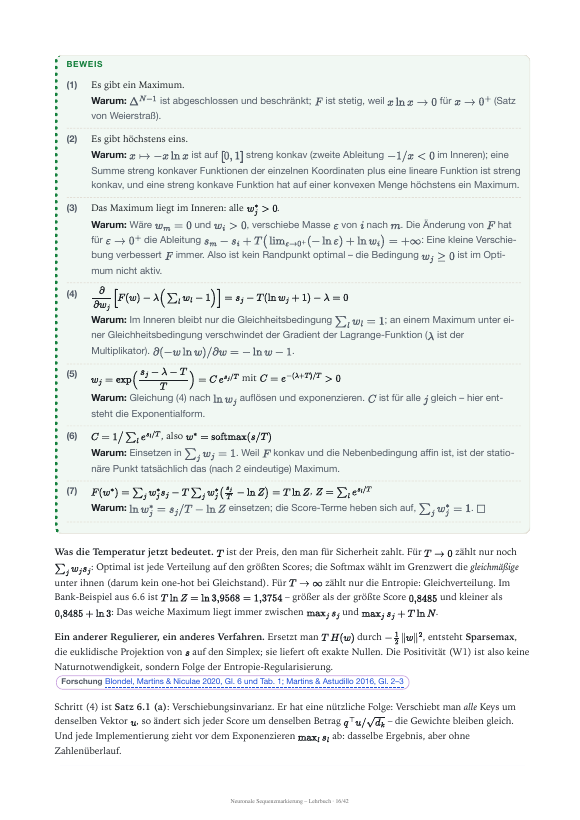 BEWEIS
(1) Es gibt ein Maximum.
Warum: Δ^{N−1} ist abgeschlossen und beschränkt; F ist stetig, weil x ln x → 0 für x → 0⁺ (Satz
von Weierstraß).
(2) Es gibt höchstens eins.
Warum: x ↦ −x ln x ist auf [0, 1] streng konkav (zweite Ableitung −1/x < 0 im Inneren); eine
Summe streng konkaver Funktionen der einzelnen Koordinaten plus eine lineare Funktion ist streng
konkav, und eine streng konkave Funktion hat auf einer konvexen Menge höchstens ein Maximum.
(3) Das Maximum liegt im Inneren: alle w_j^* > 0.
Warum: Wäre w_m = 0 und w_i > 0, verschiebe Masse ε von i nach m. Die Änderung von F hat
für ε → 0⁺ die Ableitung s_m − s_i + T(lim_{ε→0⁺}(− ln ε) + ln w_i) = +∞: Eine kleine Verschie-
bung verbessert F immer. Also ist kein Randpunkt optimal – die Bedingung w_j ≥ 0 ist im Opti-
mum nicht aktiv.
(4) ∂/∂w_j [F(w) − λ(∑_l w_l − 1)] = s_j − T(ln w_j + 1) − λ = 0
Warum: Im Inneren bleibt nur die Gleichheitsbedingung ∑_l w_l = 1; an einem Maximum unter ei-
ner Gleichheitsbedingung verschwindet der Gradient der Lagrange-Funktion (λ ist der
Multiplikator). ∂(−w ln w)/∂w = − ln w − 1.
(5) w_j = exp((s_j − λ − T)/T) = C e^{s_j/T} mit C = e^{−(λ+T)/T} > 0
Warum: Gleichung (4) nach ln w_j auflösen und exponenzieren. C ist für alle j gleich – hier ent-
steht die Exponentialform.
(6) C = 1/∑_l e^{s_l/T}, also w* = softmax(s/T)
Warum: Einsetzen in ∑_j w_j = 1. Weil F konkav und die Nebenbedingung affin ist, ist der statio-
näre Punkt tatsächlich das (nach 2 eindeutige) Maximum.
(7) F(w*) = ∑_j w_j^* s_j − T ∑_j w_j^*(s_j/T − ln Z) = T ln Z, Z = ∑_l e^{s_l/T}
Warum: ln w_j^* = s_j/T − ln Z einsetzen; die Score-Terme heben sich auf, ∑_j w_j^* = 1. □
Was die Temperatur jetzt bedeutet. T ist der Preis, den man für Sicherheit zahlt. Für T → 0 zählt nur noch
∑_j w_j s_j: Optimal ist jede Verteilung auf den größten Scores; die Softmax wählt im Grenzwert die gleichmäßige
unter ihnen (darum kein one-hot bei Gleichstand). Für T → ∞ zählt nur die Entropie: Gleichverteilung. Im
Bank-Beispiel aus 6.6 ist T ln Z = ln 3,9568 = 1,3754 – größer als der größte Score 0,8485 und kleiner als
0,8485 + ln 3: Das weiche Maximum liegt immer zwischen max_j s_j und max_j s_j + T ln N.
Ein anderer Regulierer, ein anderes Verfahren. Ersetzt man T H(w) durch −½‖w‖², entsteht Sparsemax,
die euklidische Projektion von s auf den Simplex; sie liefert oft exakte Nullen. Die Positivität (W1) ist also keine
Naturnotwendigkeit, sondern Folge der Entropie-Regularisierung.
Forschung Blondel, Martins & Niculae 2020, Gl. 6 und Tab. 1; Martins & Astudillo 2016, Gl. 2–3
Schritt (4) ist Satz 6.1 (a): Verschiebungsinvarianz. Er hat eine nützliche Folge: Verschiebt man alle Keys um
denselben Vektor u, so ändert sich jeder Score um denselben Betrag q^⊤u/√d_k – die Gewichte bleiben gleich.
Und jede Implementierung zieht vor dem Exponenzieren max_l s_l ab: dasselbe Ergebnis, aber ohne
Zahlenüberlauf.
Neuronale Sequenzmarkierung – Lehrbuch · 16/42